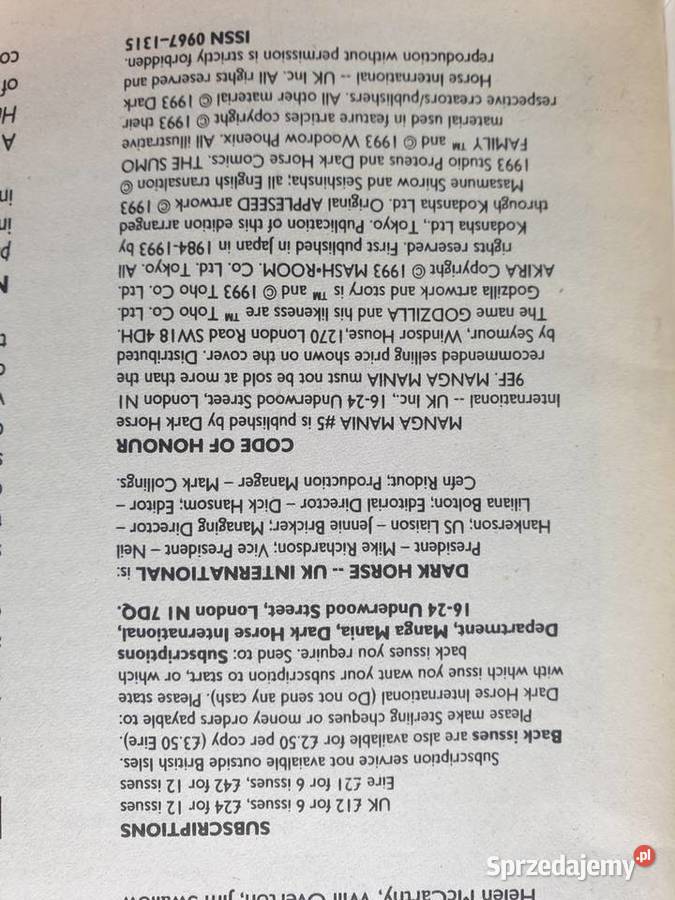 Helen McCarthy, Will Overton, Jim Swallow
SUBSCRIPTIONS
UK £12 for 6 issues, £24 for 12 issues
Eire £21 for 6 issues, £42 for 12 issues
Subscription service not avialable outside British Isles.
Back issues are also available for £2.50 per copy (£3.50 Eire).
Please make Sterling cheques or money orders payable to:
Dark Horse International (Do not send any cash). Please state
with which issue you want your subscription to start, or which
back issues you require. Send to: Subscriptions
Department, Manga Mania, Dark Horse International,
16-24 Underwood Street, London N1 7DQ.
DARK HORSE -- UK INTERNATIONAL is:
President – Mike Richardson; Vice President – Neil
Hankerson; US Liaison – Jennie Bricker; Managing Director –
Liliana Bolton; Editorial Director – Dick Hansom; Editor –
Cefn Ridout; Production Manager – Mark Collings.
CODE OF HONOUR
MANGA MANIA #5 is published by Dark Horse
International -- UK Inc., 16-24 Underwood Street, London N1
9EF. MANGA MANIA must not be sold at more than the
recommended selling price shown on the cover. Distributed
by Seymour, Windsor House,1270 London Road SW18 4DH.
The name GODZILLA and his likeness are ™ Toho Co. Ltd.
Godzilla artwork and story is ™ and © 1993 Toho Co. Ltd.
AKIRA Copyright © 1993 MASH•ROOM. Co. Ltd. Tokyo. All
rights reserved. First published in Japan in 1984-1993 by
Kodansha Ltd., Tokyo. Publication of this edition arranged
through Kodansha Ltd. Original APPLESEED artwork © 1993
Masamune Shirow and Seishinsha; all English transaltion ©
1993 Studio Proteus and Dark Horse Comics. THE SUMO
FAMILY ™ and © 1993 Woodrow Phoenix. All illustrative
material used in feature articles copyright © 1993 their
respective creators/publishers. All other material © 1993 Dark
Horse International -- UK Inc. All rights reserved and
reproduction without permission is strictly forbidden.
ISSN 0967-1315
Sprzedajemy.pl